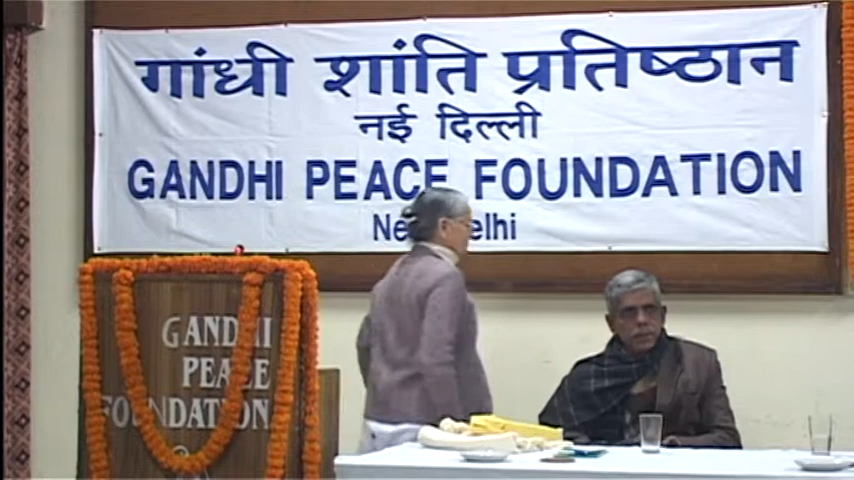 गांधी शांति प्रतिष्ठान
नई दिल्ली
GANDHI PEACE FOUNDATION
GANDHI
PEACE
FOUNDATION